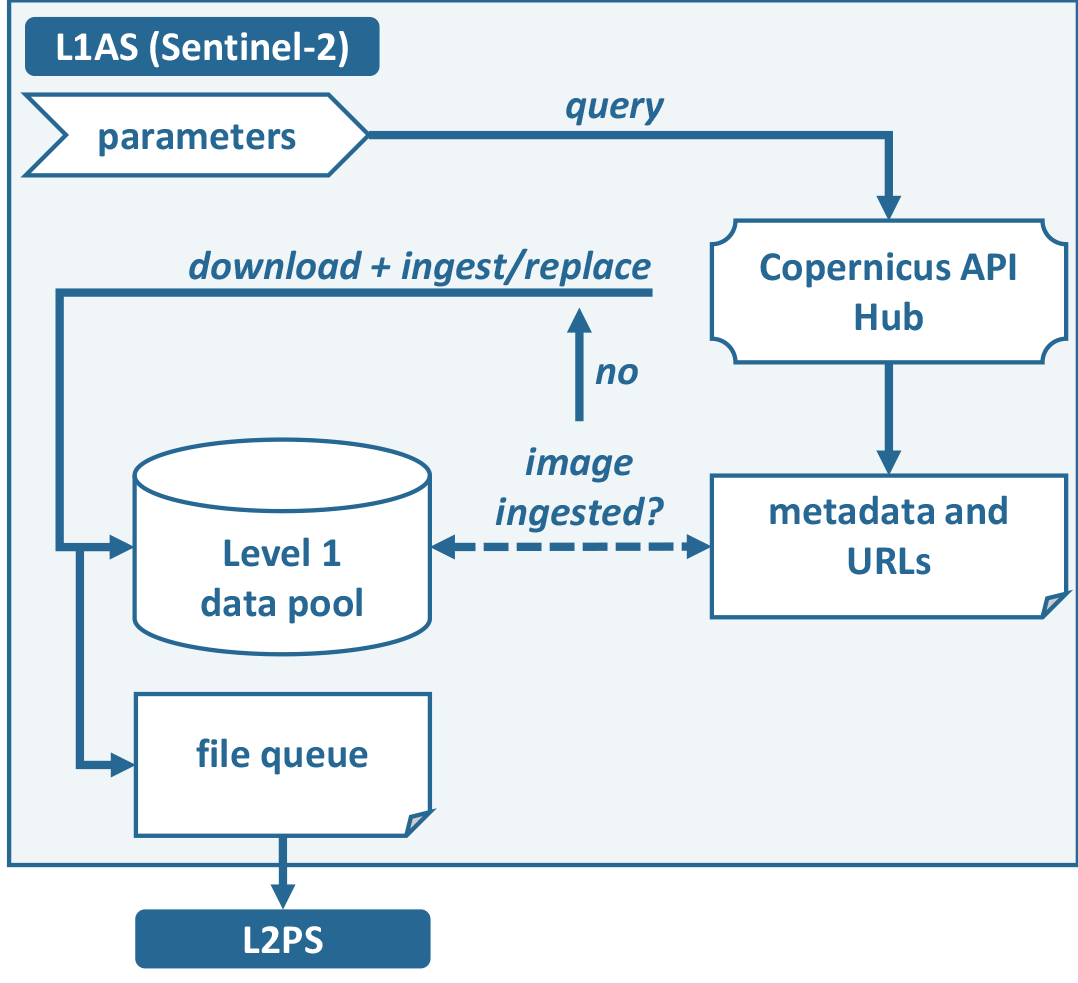 L1AS (Sentinel-2)
query
parameters
download + ingest/replace
Copernicus API
Hub
no
image
ingested?
metadata and
URLs
Level 1
data pool
file queue
L2PS